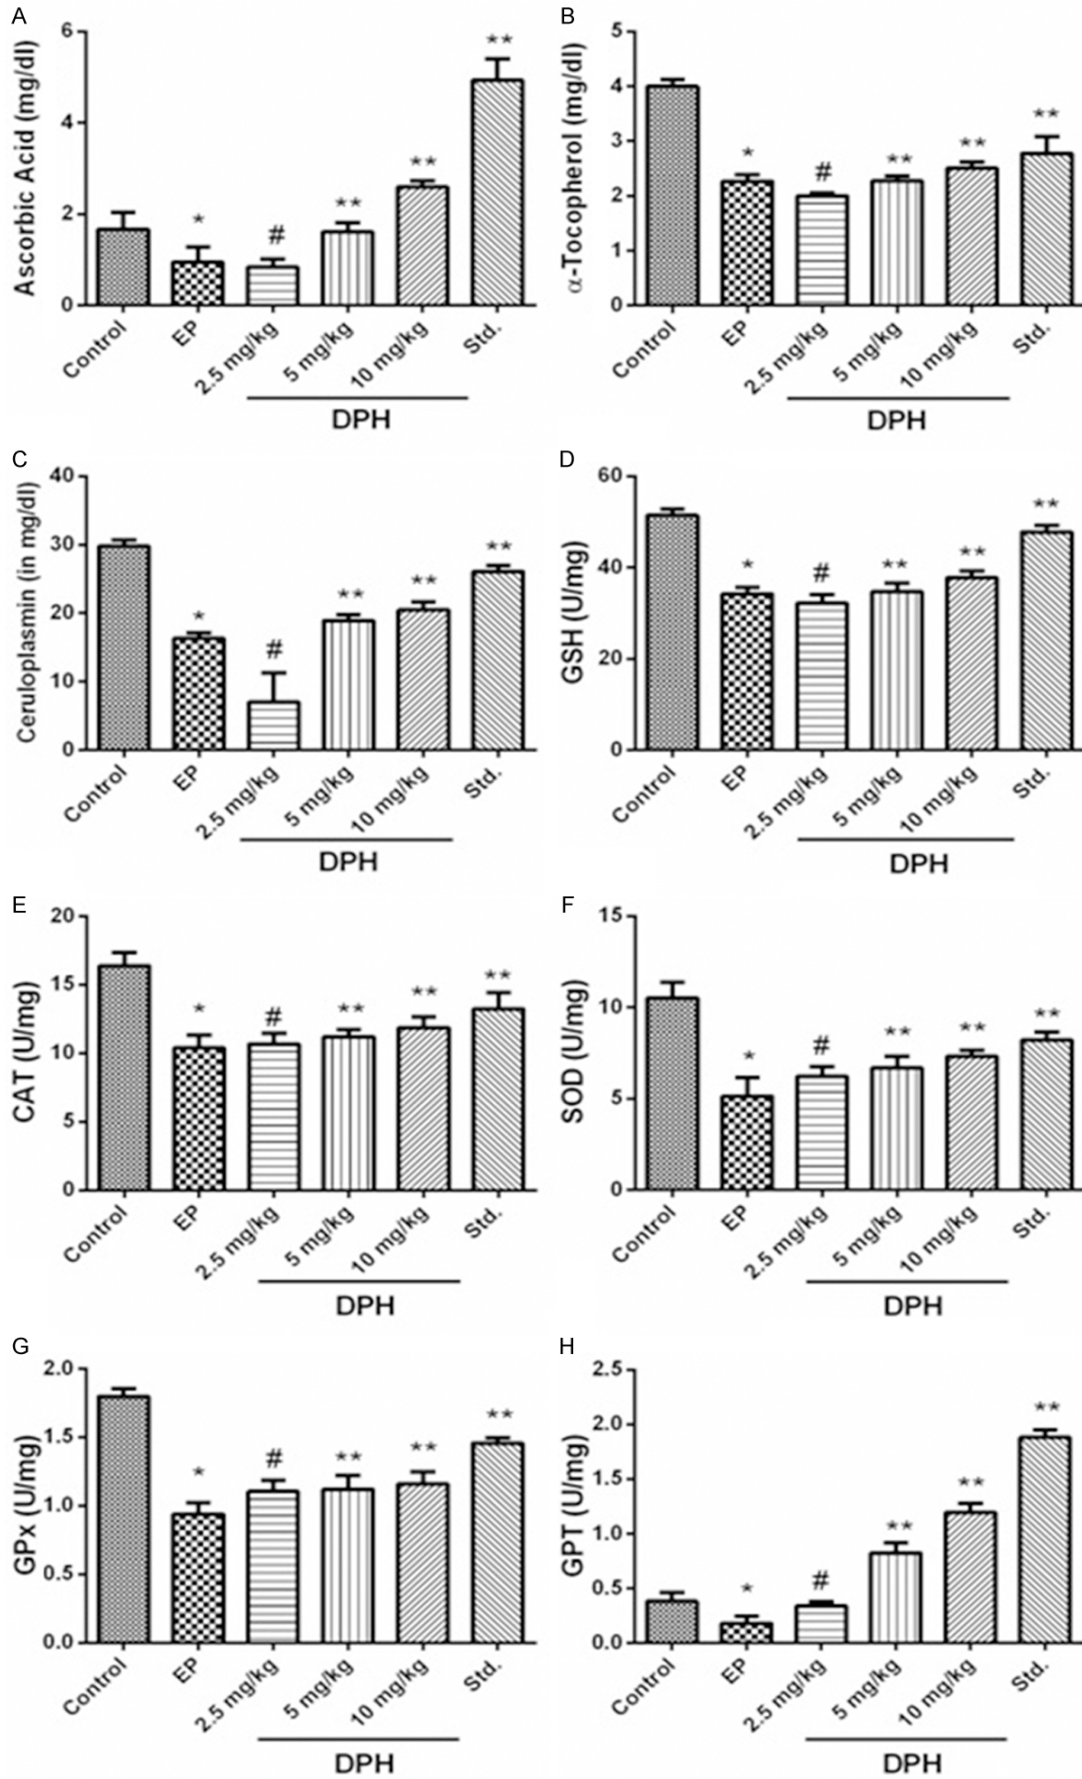 A
Ascorbic Acid (mg/dl)
6
4
2
0
*
#
**
**
**
Control
EP
2.5 mg/kg
5 mg/kg
10 mg/kg
Std.
DPH
B
α-Tocopherol (mg/dl)
5
4
3
2
1
0
*
#
**
**
**
Control
EP
2.5 mg/kg
5 mg/kg
10 mg/kg
Std.
DPH
C
Ceruloplasmin (in mg/dl)
40
30
20
10
0
*
#
**
**
**
Control
EP
2.5 mg/kg
5 mg/kg
10 mg/kg
Std.
DPH
D
GSH (U/mg)
60
40
20
0
*
#
**
**
**
Control
EP
2.5 mg/kg
5 mg/kg
10 mg/kg
Std.
DPH
E
CAT (U/mg)
20
15
10
5
0
*
#
**
**
**
Control
EP
2.5 mg/kg
5 mg/kg
10 mg/kg
Std.
DPH
F
SOD (U/mg)
15
10
5
0
*
#
**
**
**
Control
EP
2.5 mg/kg
5 mg/kg
10 mg/kg
Std.
DPH
G
GPx (U/mg)
2.0
1.5
1.0
0.5
0.0
*
#
**
**
**
Control
EP
2.5 mg/kg
5 mg/kg
10 mg/kg
Std.
DPH
H
GPT (U/mg)
2.5
2.0
1.5
1.0
0.5
0.0
*
#
**
**
**
Control
EP
2.5 mg/kg
5 mg/kg
10 mg/kg
Std.
DPH